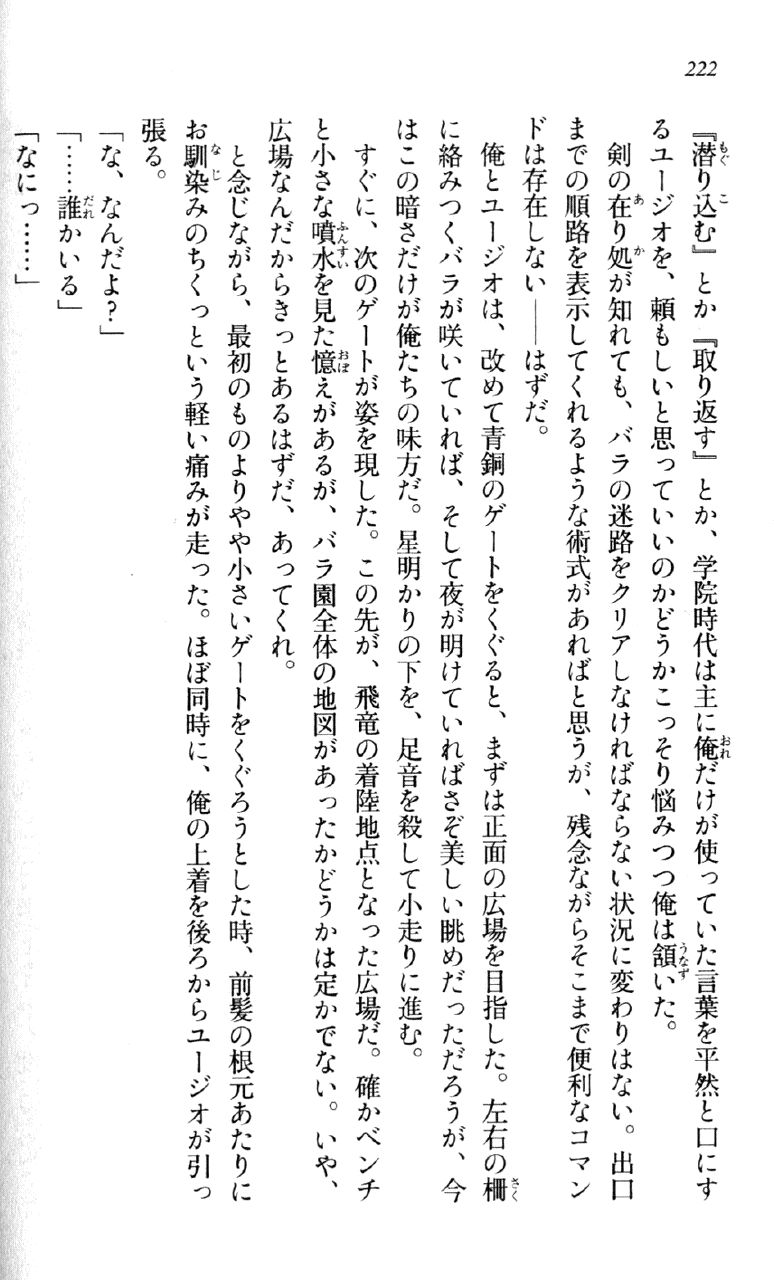 222
『潜り込む』とか『取り返す』とか、学院時代は主に俺だけが使っていた言葉を平然と口にす
るユージオを、頼もしいと思っていいのかどうかこっそり悩みつつ俺は頷いた。
　剣の在り処が知れても、バラの迷路をクリアしなければならない状況に変わりはない。出口
までの順路を表示してくれるような術式があればと思うが、残念ながらそこまで便利なコマン
ドは存在しない――はずだ。
　俺とユージオは、改めて青銅のゲートをくぐると、まずは正面の広場を目指した。左右の柵
に絡みつくバラが咲いていれば、そして夜が明けていればさぞ美しい眺めだっただろうが、今
はこの暗さだけが俺たちの味方だ。星明かりの下を、足音を殺して小走りに進む。
　すぐに、次のゲートが姿を現した。この先が、飛竜の着陸地点となった広場だ。確かベンチ
と小さな噴水を見た憶えがあるが、バラ園全体の地図があったかどうかは定かでない。いや、
広場なんだからきっとあるはずだ、あってくれ。
　と念じながら、最初のものよりやや小さいゲートをくぐろうとした時、前髪の根元あたりに
お馴染みのちくっという軽い痛みが走った。ほぼ同時に、俺の上着を後ろからユージオが引っ
張る。
「な、なんだよ？」
「……誰かいる」
「なにっ……」